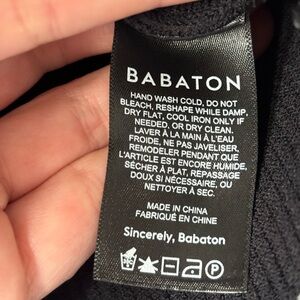 BABATON
HAND WASH COLD, DO NOT
BLEACH, RESHAPE WHILE DAMP,
DRY FLAT, COOL IRON ONLY IF
NEEDED, OR DRY CLEAN.
LAVER À LA MAIN À L'EAU
FROIDE, NE PAS JAVELISER,
REMODELER PENDANT QUE
L'ARTICLE EST ENCORE HUMIDE,
SÉCHER À PLAT, REPASSAGE
DOUX SI NÉCESSAIRE, OU
NETTOYER À SEC.
MADE IN CHINA
FABRIQUÉ EN CHINE
Sincerely, Babaton
P